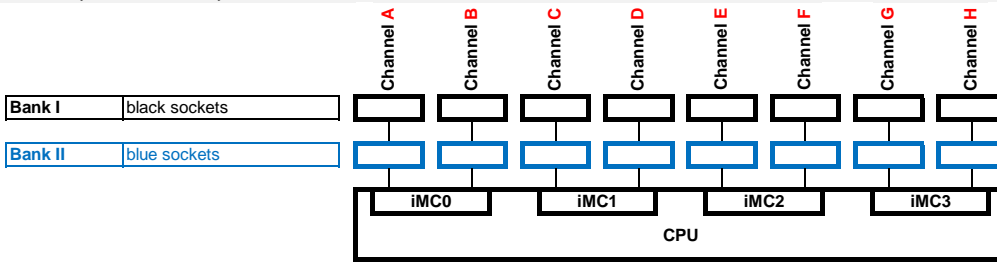 Channel A
Channel B
Channel C
Channel D
Channel E
Channel F
Channel G
Channel H
Bank I black sockets
Bank II blue sockets
iMC0 iMC1 iMC2 iMC3
CPU